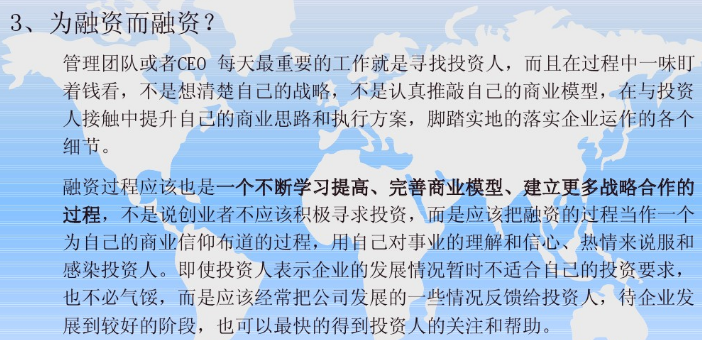 3、为融资而融资？
管理团队或者CEO 每天最重要的工作就是寻找投资人，而且在过程中一味盯
着钱看，不是想清楚自己的战略，不是认真推敲自己的商业模型，在与投资
人接触中提升自己的商业思路和执行方案，脚踏实地的落实企业运作的各个
细节。
融资过程应该也是一个不断学习提高、完善商业模型、建立更多战略合作的
过程，不是说创业者不应该积极寻求投资，而是应该把融资的过程当作一个
为自己的商业信仰布道的过程，用自己对事业的理解和信心、热情来说服和
感染投资人。即使投资人表示企业的发展情况暂时不适合自己的投资要求，
也不必气馁，而是应该经常把公司发展的一些情况反馈给投资人，待企业发
展到较好的阶段，也可以最快的得到投资人的关注和帮助。